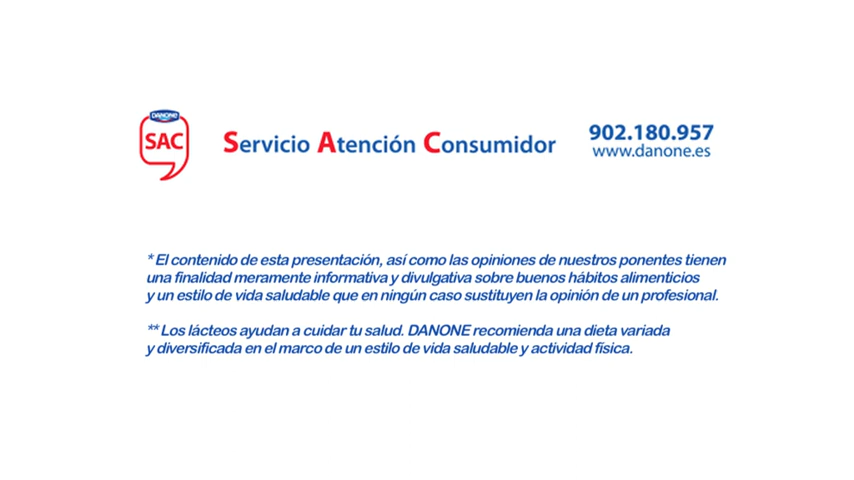 DANONE
SAC
Servicio Atención Consumidor
902.180.957
www.danone.es
* El contenido de esta presentación, así como las opiniones de nuestros ponentes tienen
una finalidad meramente informativa y divulgativa sobre buenos hábitos alimenticios
y un estilo de vida saludable que en ningún caso sustituyen la opinión de un profesional.
** Los lácteos ayudan a cuidar tu salud. DANONE recomienda una dieta variada
y diversificada en el marco de un estilo de vida saludable y actividad física.